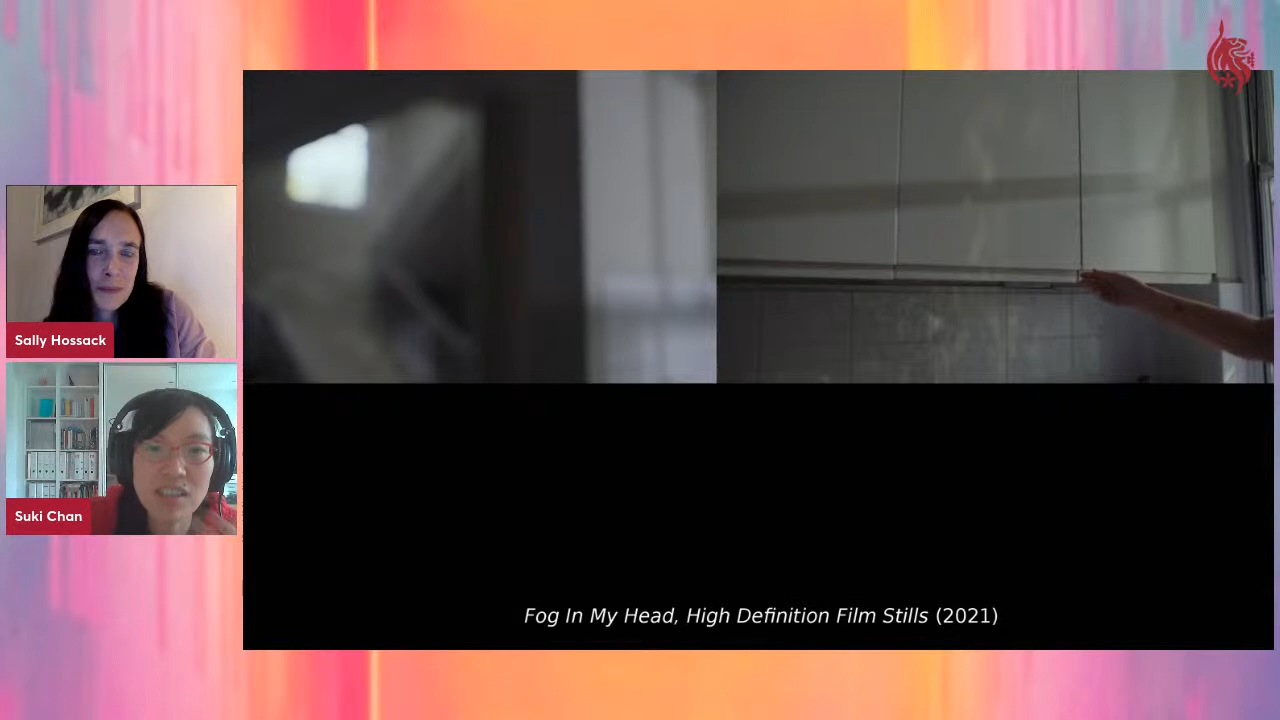 Sally Hossack
Suki Chan
Fog In My Head, High Definition Film Stills (2021)